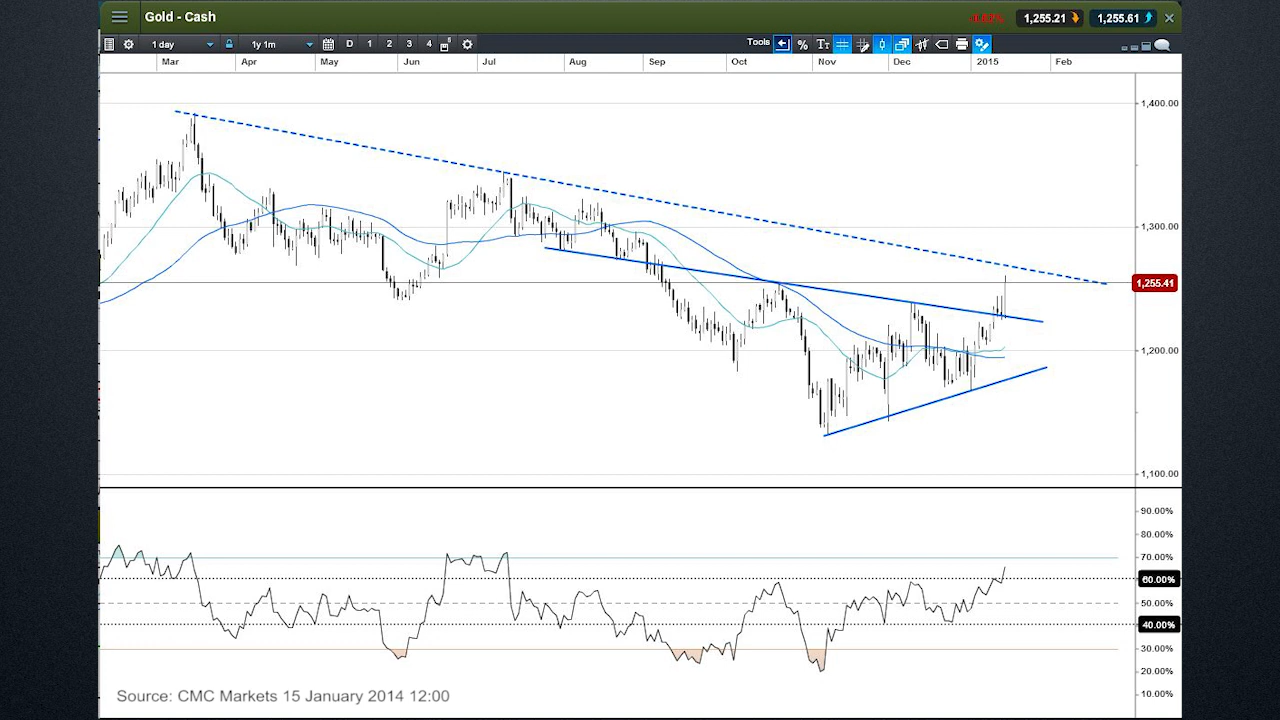 Gold - Cash
1,255.21
1,255.61
1 day
1y 1m
D 1 2 3 4
Tools
% Tт
Mar Apr May Jun Jul Aug Sep Oct Nov Dec 2015 Feb
1,400.00
1,300.00
1,255.41
1,200.00
1,100.00
90.00%
80.00%
70.00%
60.00%
50.00%
40.00%
30.00%
20.00%
10.00%
Source: CMC Markets 15 January 2014 12:00